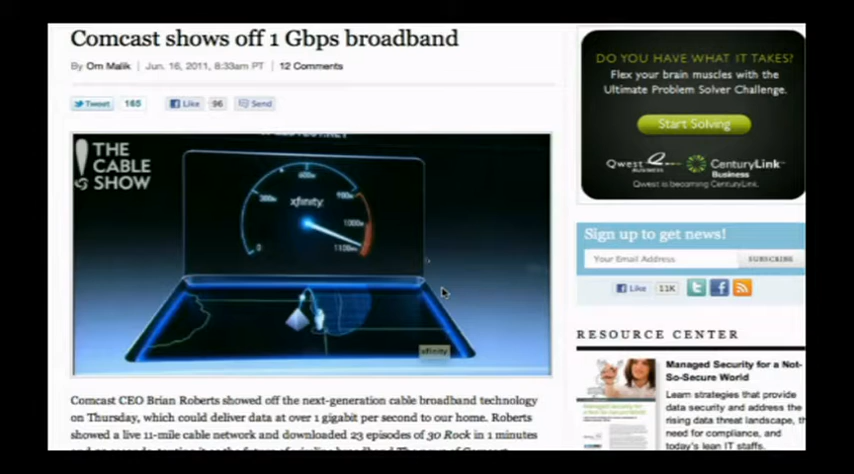 Comcast shows off 1 Gbps broadband
By Om Malik | Jun. 16, 2011, 8:33am PT | 12 Comments
Tweet 165 Like 96 Send
THE
CABLE
SHOW
xfinity
0
1000M
1100M
xfinity
Comcast CEO Brian Roberts showed off the next-generation cable broadband technology
on Thursday, which could deliver data at over 1 gigabit per second to our home. Roberts
showed a live 11-mile cable network and downloaded 23 episodes of 30 Rock in 1 minutes
DO YOU HAVE WHAT IT TAKES?
Flex your brain muscles with the
Ultimate Problem Solver Challenge.
Start Solving
Qwest
BUSINESS
CenturyLink™
Business
Qwest is becoming CenturyLink.
Sign up to get news!
Your Email Address
SUBSCRIBE
Like 11K
RESOURCE CENTER
Managed Security for a Not-
So-Secure World
Learn strategies that provide
data security and address the
rising data threat landscape, the
need for compliance, and
today's lean IT staffs.